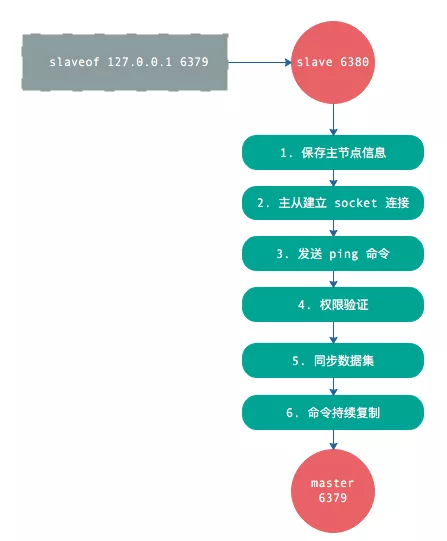 slaveof 127.0.0.1 6379
slave 6380
1. 保存主节点信息
2. 主从建立 socket 连接
3. 发送 ping 命令
4. 权限验证
5. 同步数据集
6. 命令持续复制
master
6379